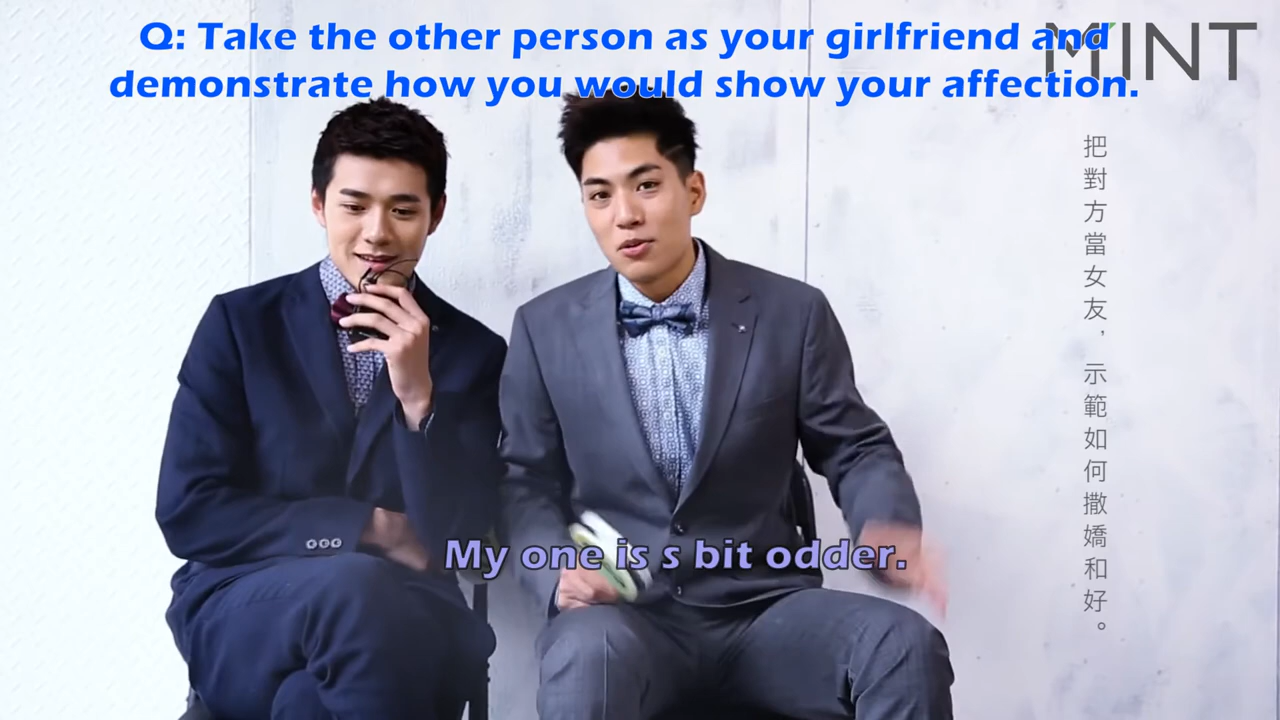 Q: Take the other person as your girlfriend and
demonstrate how you would show your affection.
MINT
把對方當女友，示範如何撒嬌和好。
My one is s bit odder.